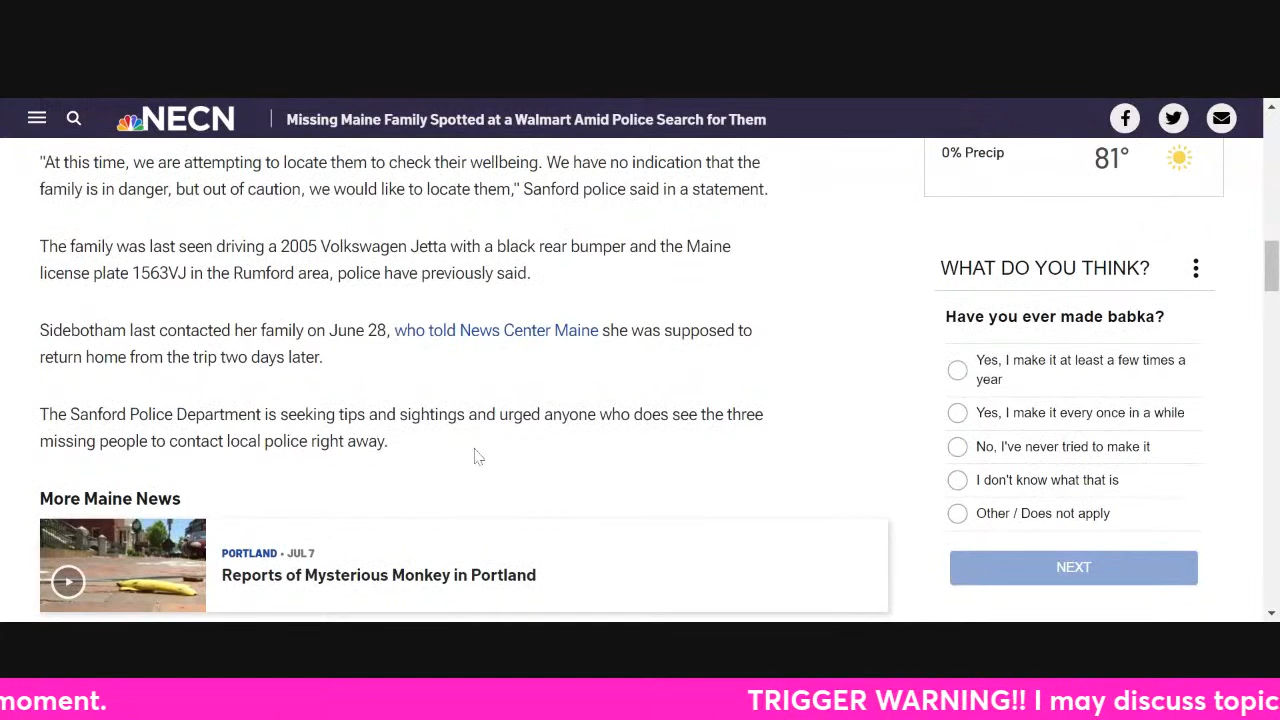 NECN
Missing Maine Family Spotted at a Walmart Amid Police Search for Them
"At this time, we are attempting to locate them to check their wellbeing. We have no indication that the
family is in danger, but out of caution, we would like to locate them," Sanford police said in a statement.
The family was last seen driving a 2005 Volkswagen Jetta with a black rear bumper and the Maine
license plate 1563VJ in the Rumford area, police have previously said.
Sidebotham last contacted her family on June 28, who told News Center Maine she was supposed to
return home from the trip two days later.
The Sanford Police Department is seeking tips and sightings and urged anyone who does see the three
missing people to contact local police right away.
More Maine News
PORTLAND • JUL 7
Reports of Mysterious Monkey in Portland
0% Precip
81°
WHAT DO YOU THINK?
Have you ever made babka?
Yes, I make it at least a few times a
year
Yes, I make it every once in a while
No, I've never tried to make it
I don't know what that is
Other / Does not apply
NEXT
moment.
TRIGGER WARNING!! I may discuss topic